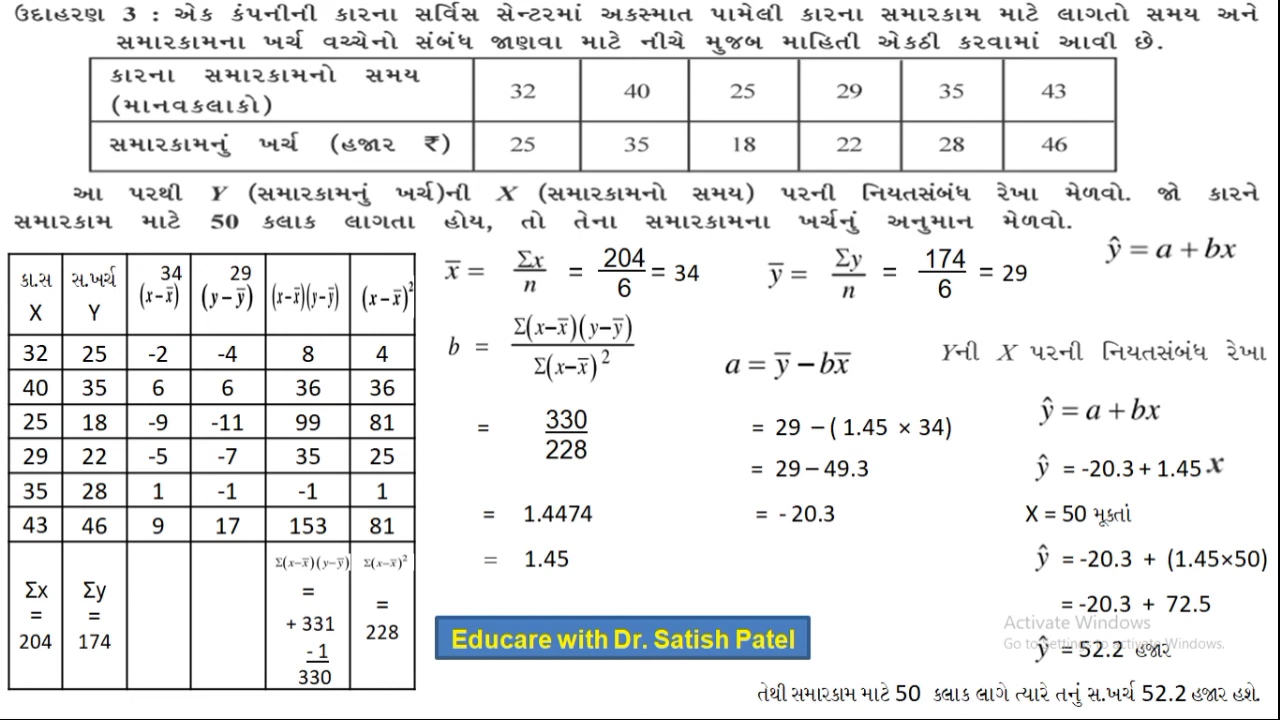 ઉદાહરણ 3 : એક કંપનીની કારના સર્વિસ સેન્ટરમાં અકસ્માત પામેલી કારના સમારકામ માટે લાગતો સમય અને
સમારકામના ખર્ચ વચ્ચેનો સંબંધ જાણવા માટે નીચે મુજબ માહિતી એકઠી કરવામાં આવી છે.
કારના સમારકામનો સમય
(માનવકલાકો) 32 40 25 29 35 43
સમારકામનું ખર્ચ (હજાર ₹) 25 35 18 22 28 46
આ પરથી Y (સમારકામનું ખર્ચ)ની X (સમારકામનો સમય) પરની નિયતસંબંધ રેખા મેળવો. જો કારને
સમારકામ માટે 50 કલાક લાગતા હોય, તો તેના સમારકામના ખર્ચનું અનુમાન મેળવો.
કા.સ X સ.ખર્ચ Y 34 (x-x̅) 29 (y-y̅) (x-x̅)(y-y̅) (x-x̅)²
32 25 -2 -4 8 4
40 35 6 6 36 36
25 18 -9 -11 99 81
29 22 -5 -7 35 25
35 28 1 -1 -1 1
43 46 9 17 153 81
Σx = 204 Σy = 174 Σ(x-x̅)(y-y̅) = + 331 - 1 330 Σ(x-x̅)² = 228
x̅ = Σx/n = 204/6 = 34
y̅ = Σy/n = 174/6 = 29
ŷ = a + bx
b = Σ(x-x̅)(y-y̅)/Σ(x-x̅)²
= 330/228
= 1.4474
= 1.45
a = y̅ – bx̅
= 29 – ( 1.45 × 34)
= 29 – 49.3
= - 20.3
Yની X પરની નિયતસંબંધ રેખા
ŷ = a + bx
ŷ = -20.3 + 1.45 x
X = 50 મૂકતાં
ŷ = -20.3 + (1.45×50)
= -20.3 + 72.5
ŷ = 52.2 હજાર
Activate Windows
Go to Settings to activate Windows.
Educare with Dr. Satish Patel
તેથી સમારકામ માટે 50 કલાક લાગે ત્યારે તનું સ.ખર્ચ 52.2 હજાર હશે.